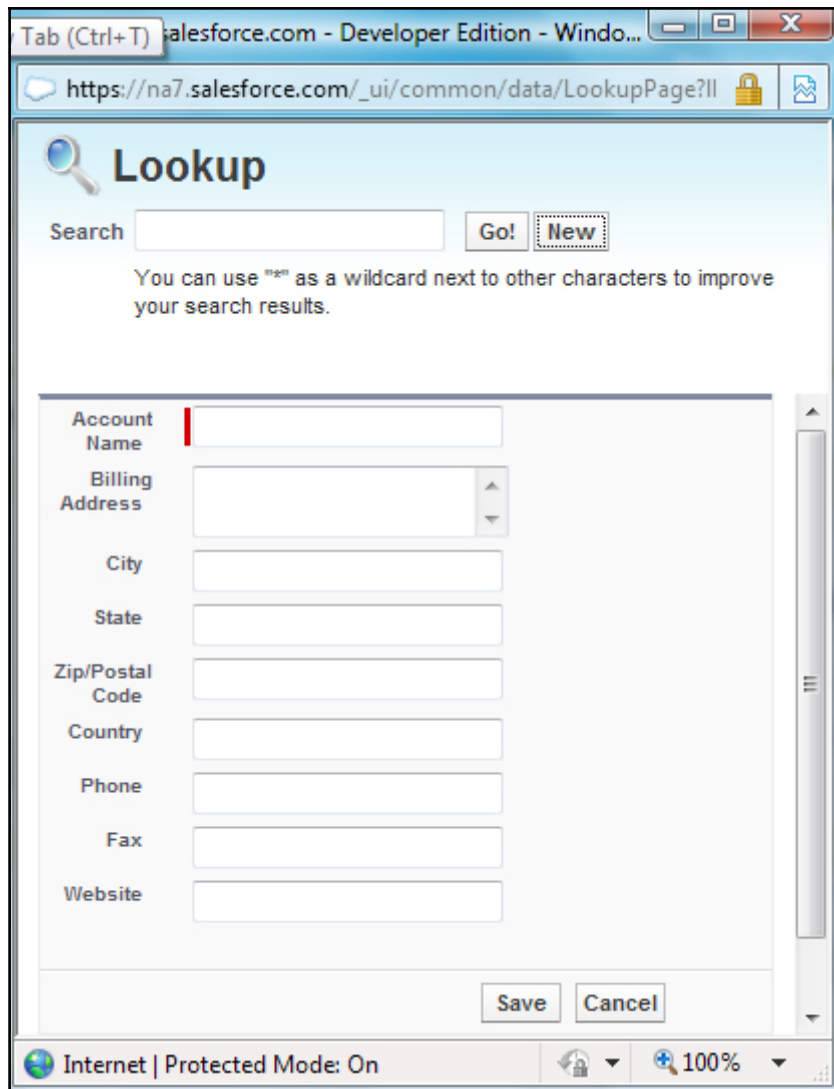 Tab (Ctrl+T) salesforce.com - Developer Edition - Windo...
https://na7.salesforce.com/_ui/common/data/LookupPage?l
Lookup
Search Go! New
You can use "*" as a wildcard next to other characters to improve
your search results.
Account
Name
Billing
Address
City
State
Zip/Postal
Code
Country
Phone
Fax
Website
Save Cancel
Internet | Protected Mode: On 100%